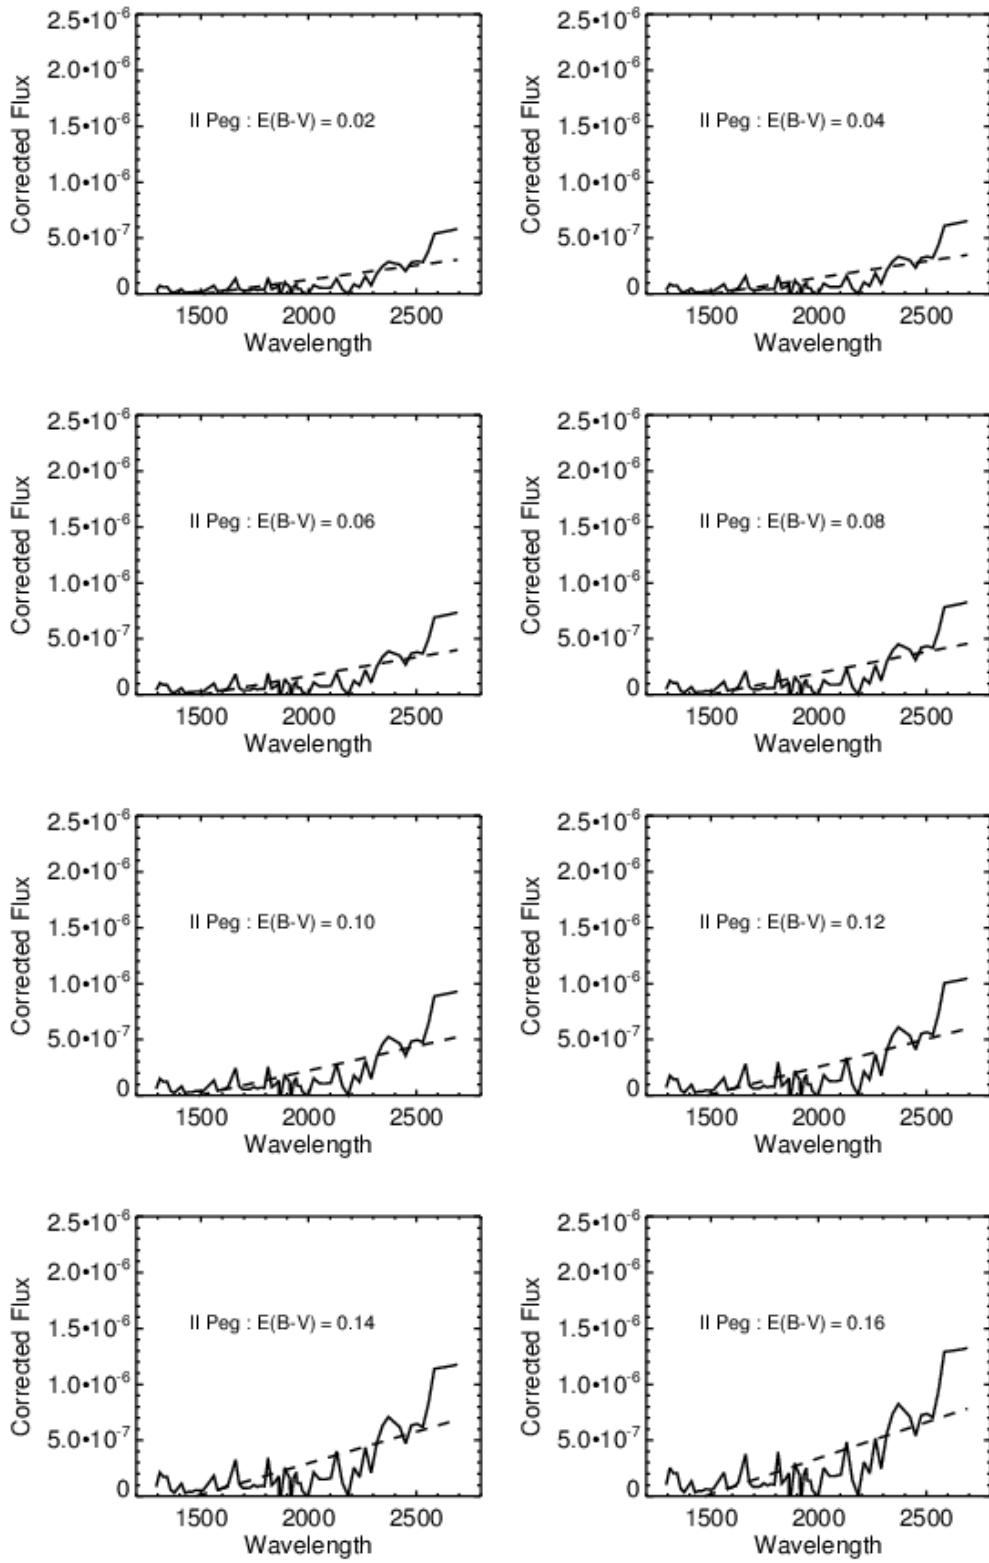 2.5•10-6
2.0•10-6
1.5•10-6
1.0•10-6
5.0•10-7
0
Corrected Flux
II Peg : E(B-V) = 0.02
1500 2000 2500
Wavelength
2.5•10-6
2.0•10-6
1.5•10-6
1.0•10-6
5.0•10-7
0
Corrected Flux
II Peg : E(B-V) = 0.04
1500 2000 2500
Wavelength
2.5•10-6
2.0•10-6
1.5•10-6
1.0•10-6
5.0•10-7
0
Corrected Flux
II Peg : E(B-V) = 0.06
1500 2000 2500
Wavelength
2.5•10-6
2.0•10-6
1.5•10-6
1.0•10-6
5.0•10-7
0
Corrected Flux
II Peg : E(B-V) = 0.08
1500 2000 2500
Wavelength
2.5•10-6
2.0•10-6
1.5•10-6
1.0•10-6
5.0•10-7
0
Corrected Flux
II Peg : E(B-V) = 0.10
1500 2000 2500
Wavelength
2.5•10-6
2.0•10-6
1.5•10-6
1.0•10-6
5.0•10-7
0
Corrected Flux
II Peg : E(B-V) = 0.12
1500 2000 2500
Wavelength
2.5•10-6
2.0•10-6
1.5•10-6
1.0•10-6
5.0•10-7
0
Corrected Flux
II Peg : E(B-V) = 0.14
1500 2000 2500
Wavelength
2.5•10-6
2.0•10-6
1.5•10-6
1.0•10-6
5.0•10-7
0
Corrected Flux
II Peg : E(B-V) = 0.16
1500 2000 2500
Wavelength